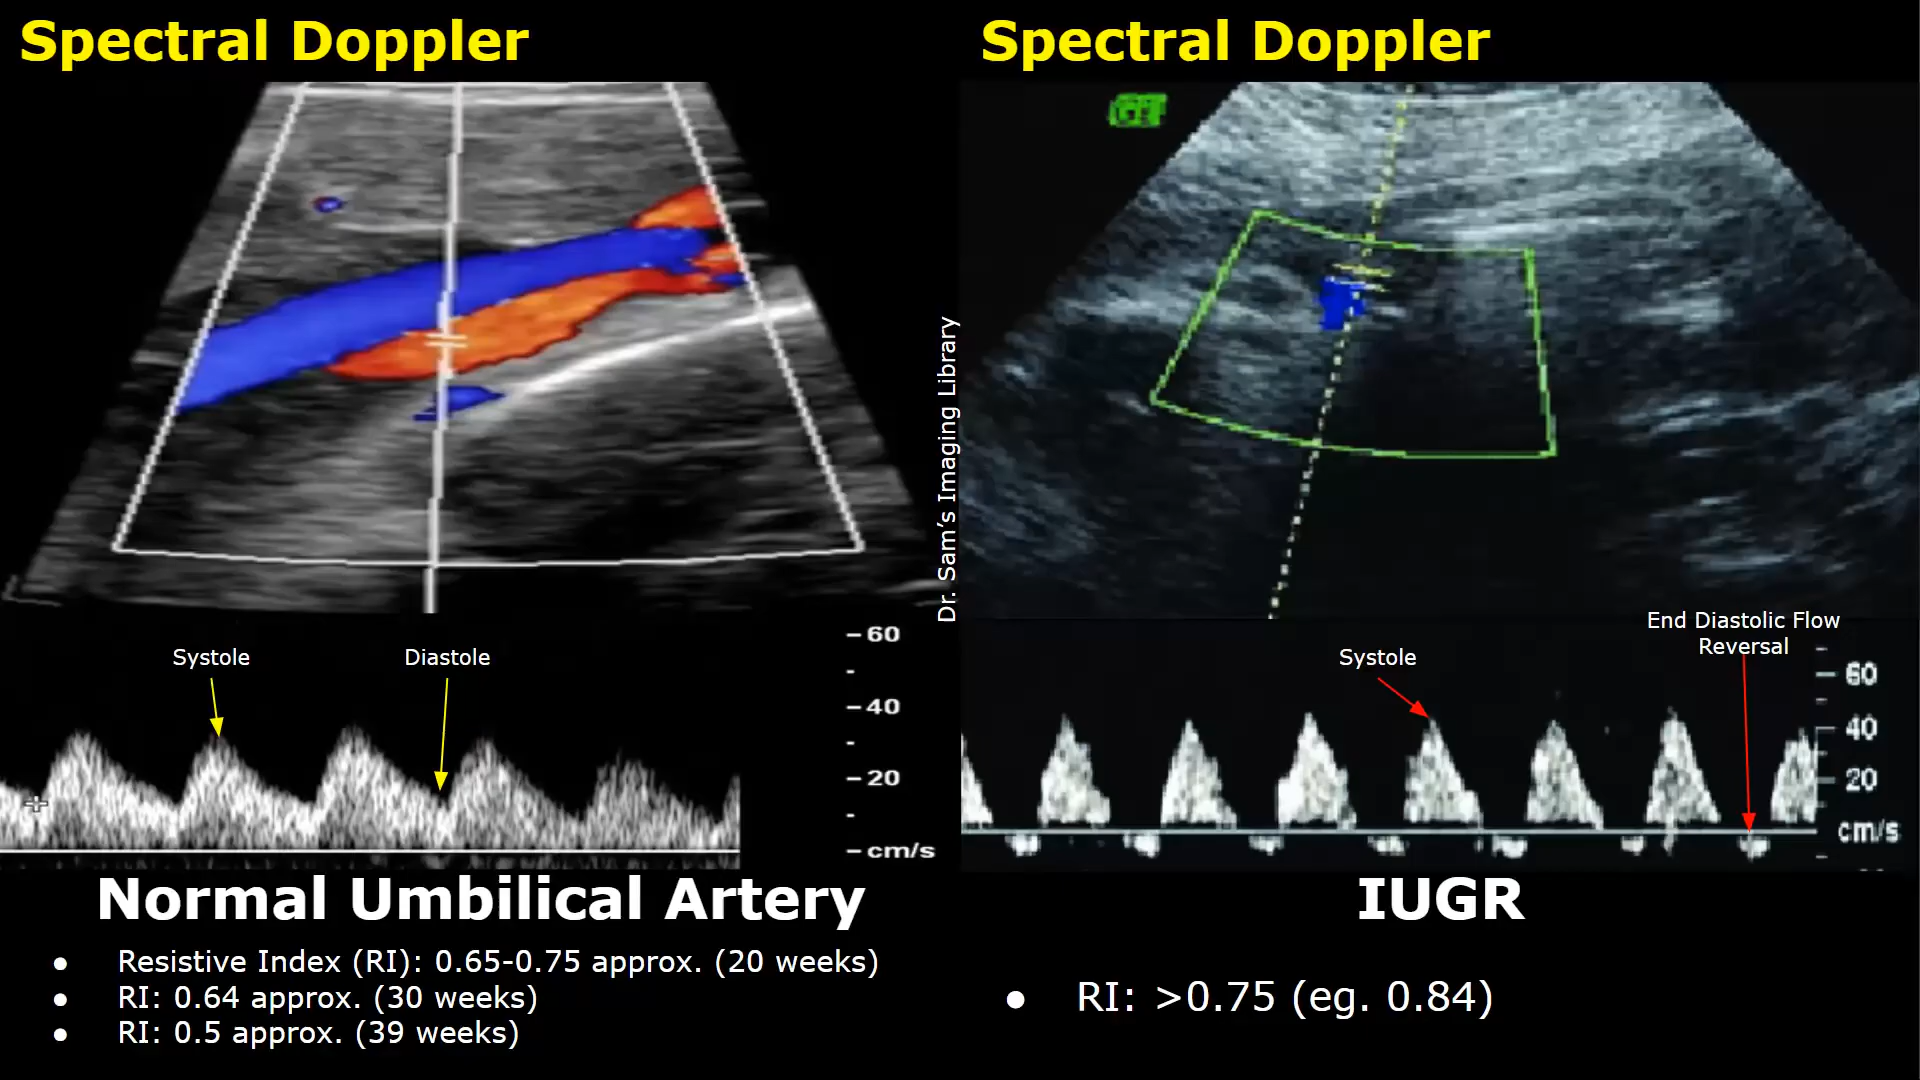 Spectral Doppler
Systole
Diastole
60
40
20
cm/s
Normal Umbilical Artery
● Resistive Index (RI): 0.65-0.75 approx. (20 weeks)
● RI: 0.64 approx. (30 weeks)
● RI: 0.5 approx. (39 weeks)
Dr. Sam's Imaging Library
Spectral Doppler
Systole
End Diastolic Flow
Reversal
60
40
20
cm/s
IUGR
● RI: >0.75 (eg. 0.84)